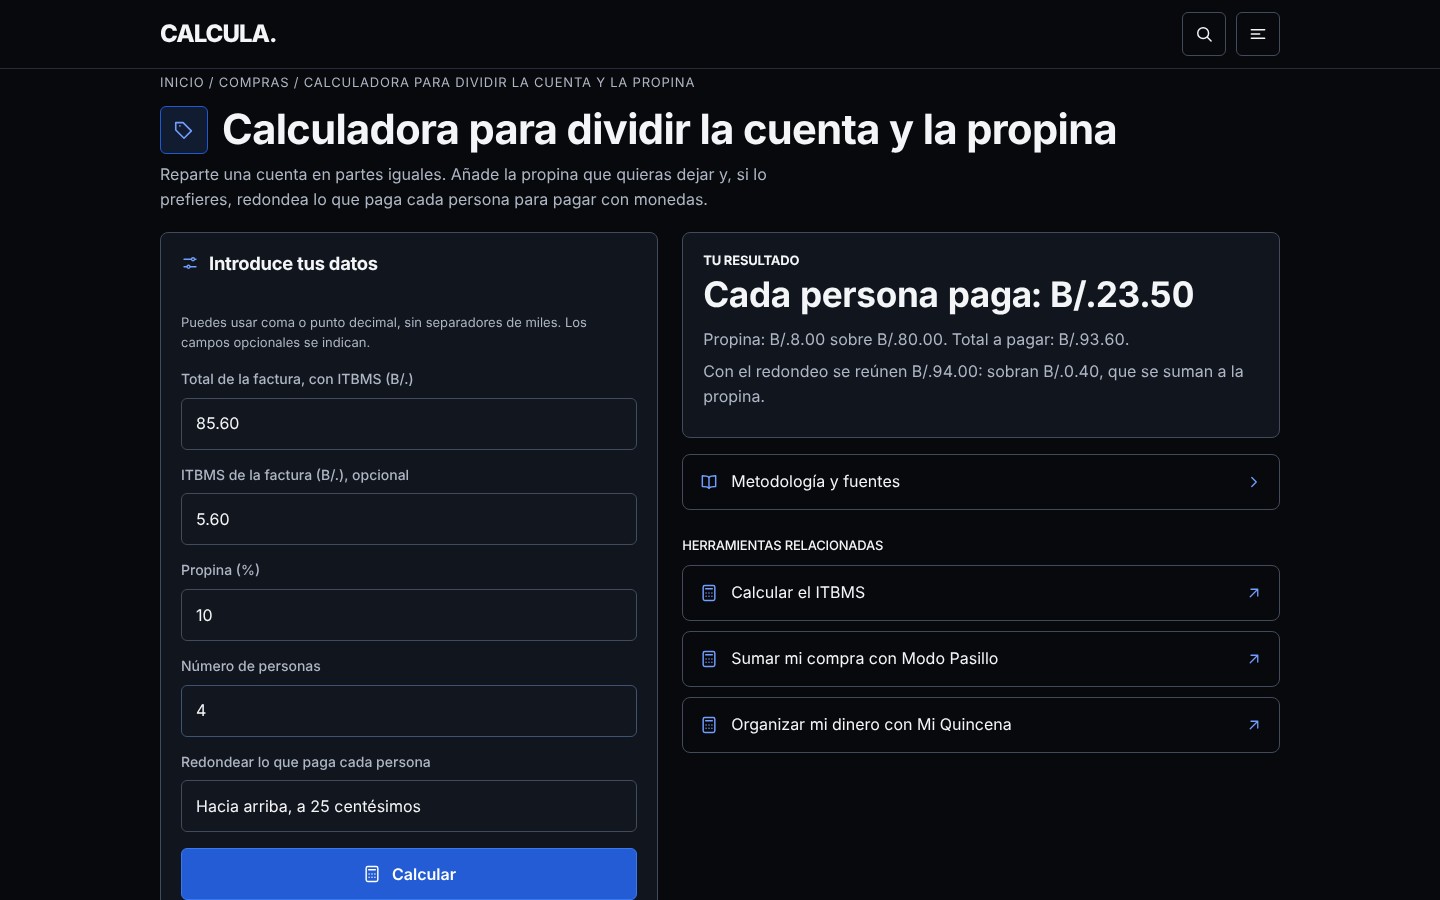 CALCULA.
INICIO / COMPRAS / CALCULADORA PARA DIVIDIR LA CUENTA Y LA PROPINA
Calculadora para dividir la cuenta y la propina
Reparte una cuenta en partes iguales. Añade la propina que quieras dejar y, si lo
prefieres, redondea lo que paga cada persona para pagar con monedas.
Introduce tus datos
Puedes usar coma o punto decimal, sin separadores de miles. Los
campos opcionales se indican.
Total de la factura, con ITBMS (B/.)
85.60
ITBMS de la factura (B/.), opcional
5.60
Propina (%)
10
Número de personas
4
Redondear lo que paga cada persona
Hacia arriba, a 25 centésimos
Calcular
TU RESULTADO
Cada persona paga: B/.23.50
Propina: B/.8.00 sobre B/.80.00. Total a pagar: B/.93.60.
Con el redondeo se reúnen B/.94.00: sobran B/.0.40, que se suman a la
propina.
Metodología y fuentes
HERRAMIENTAS RELACIONADAS
Calcular el ITBMS
Sumar mi compra con Modo Pasillo
Organizar mi dinero con Mi Quincena